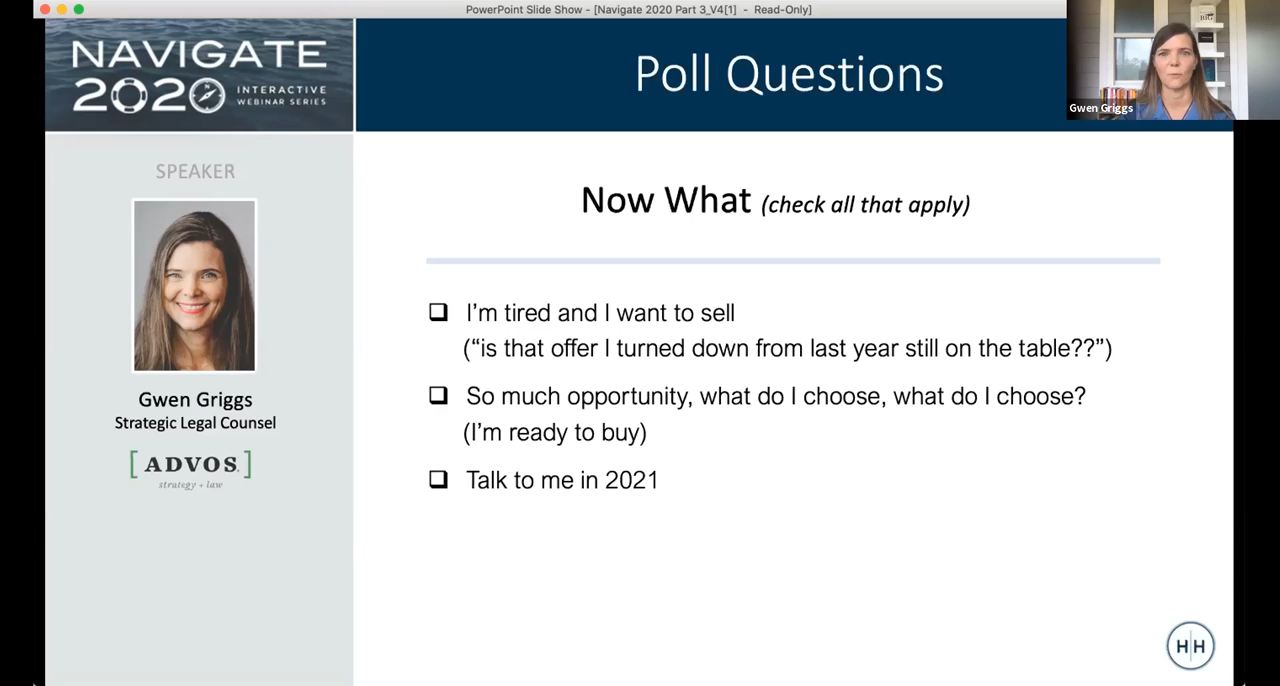 PowerPoint Slide Show - [Navigate 2020 Part 3_V4[1] - Read-Only]
NAVIGATE
2020 INTERACTIVE
WEBINAR SERIES
Poll Questions
Gwen Griggs
SPEAKER
Gwen Griggs
Strategic Legal Counsel
[ADVOS]
strategy + law
Now What (check all that apply)
I'm tired and I want to sell
("is that offer I turned down from last year still on the table??")
So much opportunity, what do I choose, what do I choose?
(I'm ready to buy)
Talk to me in 2021
H|H